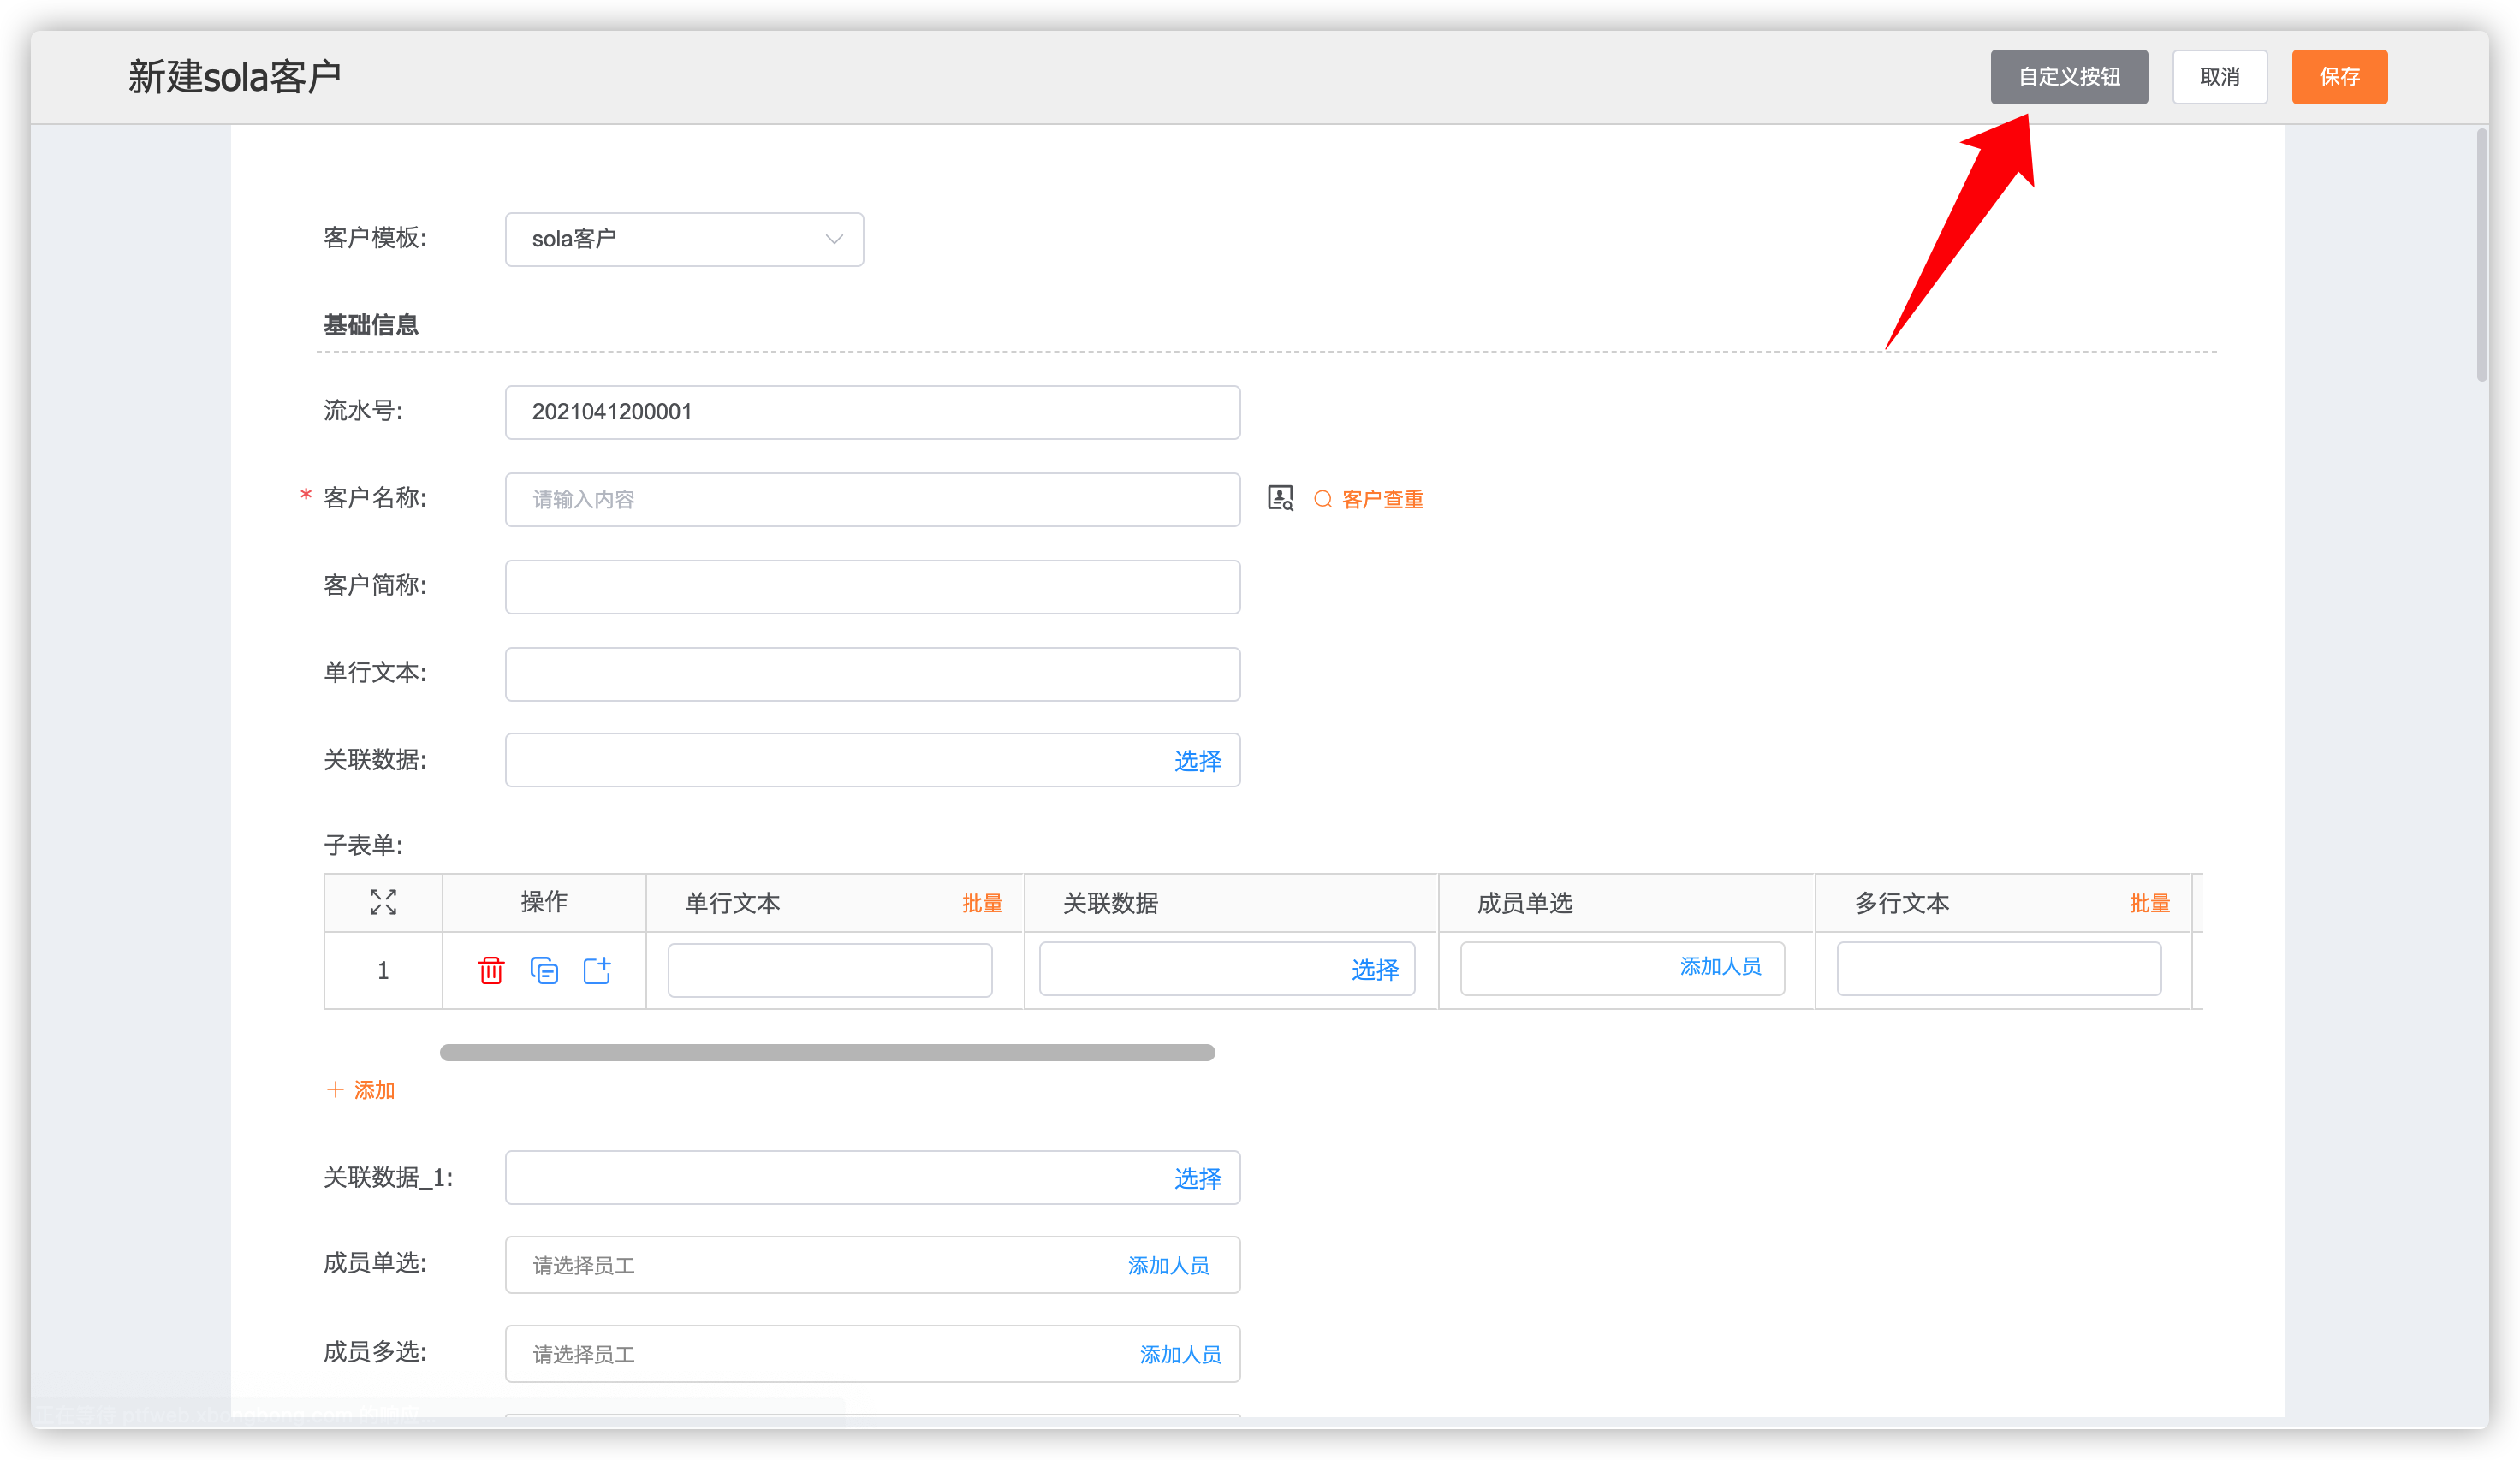 新建sola客户
自定义按钮 取消 保存
客户模板: sola客户
基础信息
流水号: 2021041200001
* 客户名称: 请输入内容 客户查重
客户简称:
单行文本:
关联数据: 选择
子表单:
操作 单行文本 批量 关联数据 成员单选 多行文本 批量
1 选择 添加人员
+ 添加
关联数据_1: 选择
成员单选: 请选择员工 添加人员
成员多选: 请选择员工 添加人员